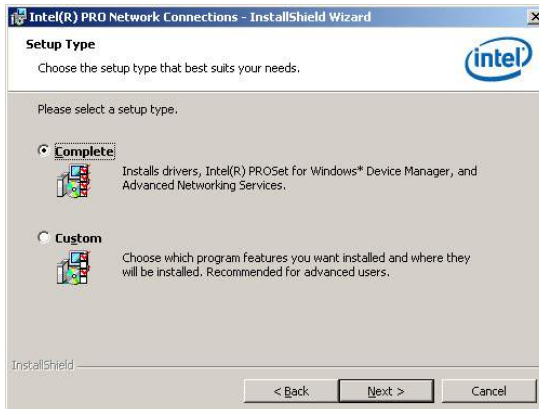 Intel(R) PRO Network Connections - InstallShield Wizard
Setup Type
Choose the setup type that best suits your needs.
intel
Please select a setup type.
Complete
Installs drivers, Intel(R) PROSet for Windows* Device Manager, and
Advanced Networking Services.
Custom
Choose which program features you want installed and where they
will be installed. Recommended for advanced users.
InstallShield
< Back
Next >
Cancel